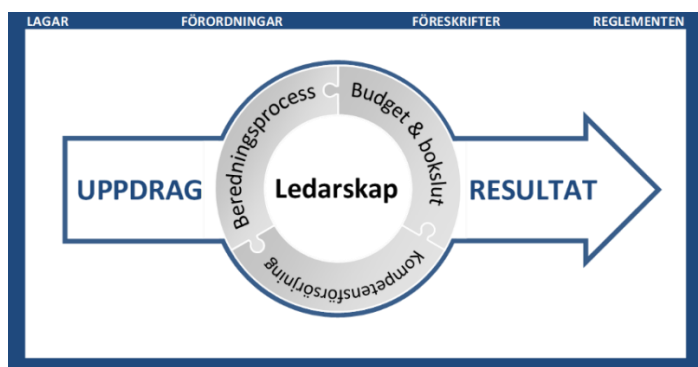 LAGAR FÖRORDNINGAR FÖRESKRIFTER REGLEMENTEN
Beredningsprocess
Budget & bokslut
UPPDRAG
Ledarskap
RESULTAT
Kompetensförsörjning